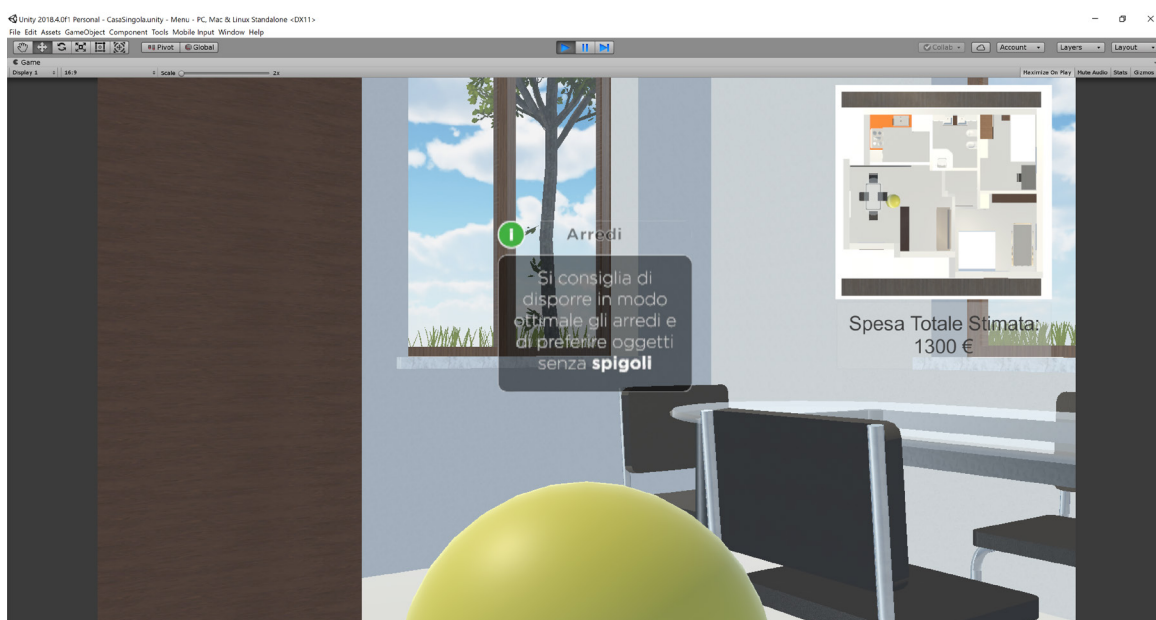 Unity 2018.4.0f1 Personal - CasaSingola.unity - Menu - PC, Mac & Linux Standalone <DX11>
File Edit Assets GameObject Component Tools Mobile Input Window Help
Pivot Global Collab Account Layers Layout
Game
Display 1 16:9 Scale 2x Maximize On Play Mute Audio Stats Gizmos
I Arredi
Si consiglia di
disporre in modo
ottimale gli arredi e
di preferire oggetti
senza spigoli
Spesa Totale Stimata:
1300 €